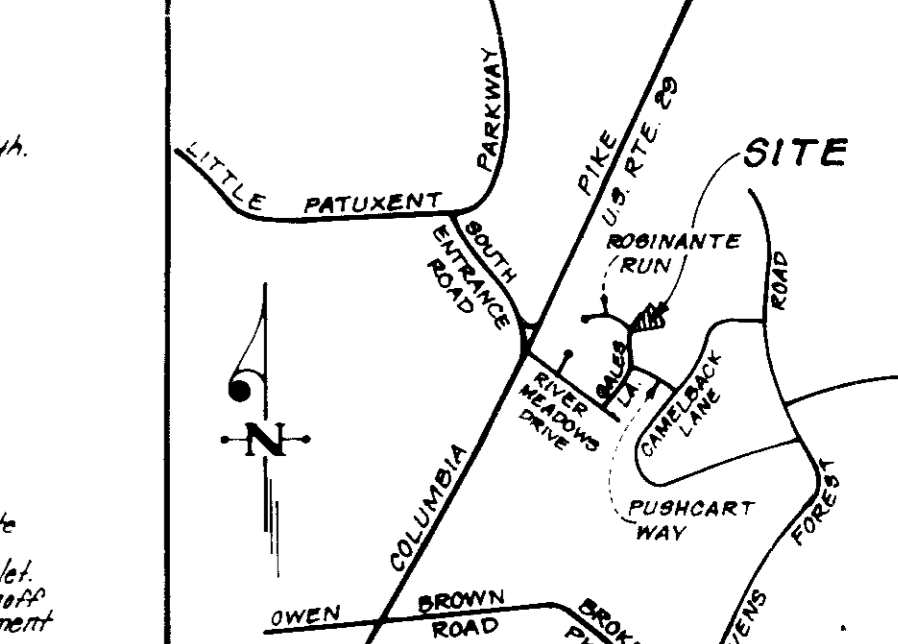 LITTLE
PATUXENT
PARKWAY
SOUTH
ENTRANCE
ROAD
PIKE
U.S. RTE. 29
SITE
ROSINANTE
RUN
ROAD
GALES
LA.
RIVER
MEADOWS
DRIVE
CAMELBACK
LANE
PUSHCART
WAY
FOREST
N
COLUMBIA
OWEN
BROWN
ROAD